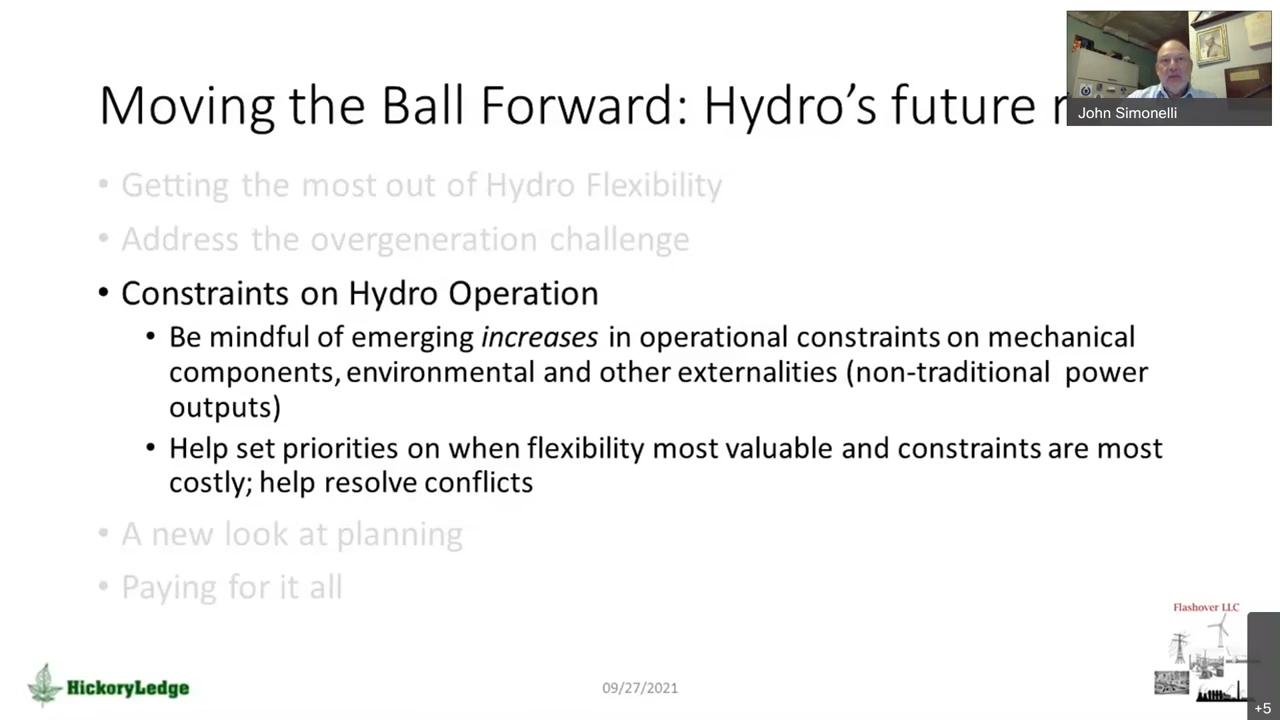 Moving the Ball Forward: Hydro's future
John Simonelli
• Getting the most out of Hydro Flexibility
• Address the overgeneration challenge
• Constraints on Hydro Operation
• Be mindful of emerging increases in operational constraints on mechanical
components, environmental and other externalities (non-traditional power
outputs)
• Help set priorities on when flexibility most valuable and constraints are most
costly; help resolve conflicts
• A new look at planning
• Paying for it all
Flashover LLC
HickoryLedge
09/27/2021
+5